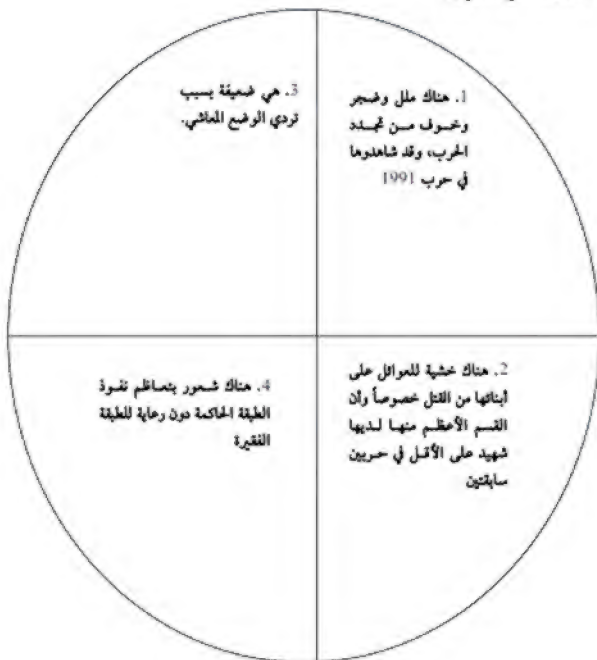 1. هناك ملل وضجر
وخوف من تجدد
الحرب، وقد شاهدوها
في حرب 1991
2. هناك خشية للعوائل على
أبنائها من القتل خصوصاً وأن
القسم الأعظم منها لديها
شهيد على الأقل في حربين
سابقتين
3. هي ضعيفة بسبب
تردي الوضع المعاشي.
4. هناك شعور بتعاظم نفوذ
الطبقة الحاكمة دون رعاية للطبقة
الفقيرة